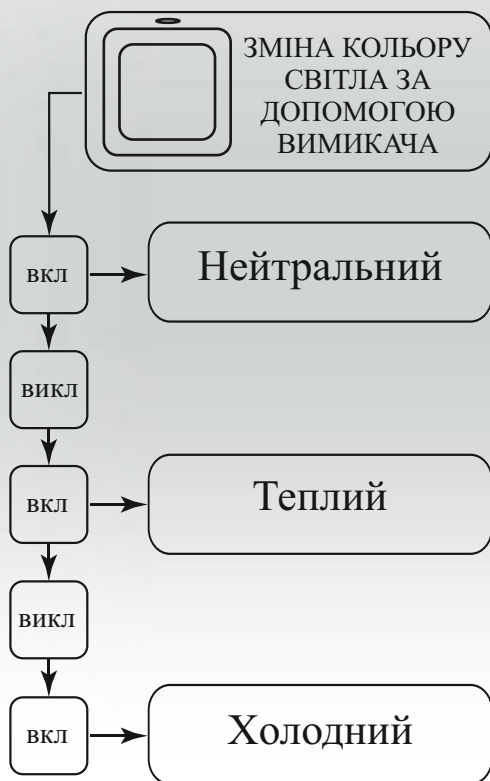 ЗМІНА КОЛЬОРУ
СВІТЛА ЗА
ДОПОМОГОЮ
ВИМИКАЧА
вкл
Нейтральний
викл
вкл
Теплий
викл
вкл
Холодний